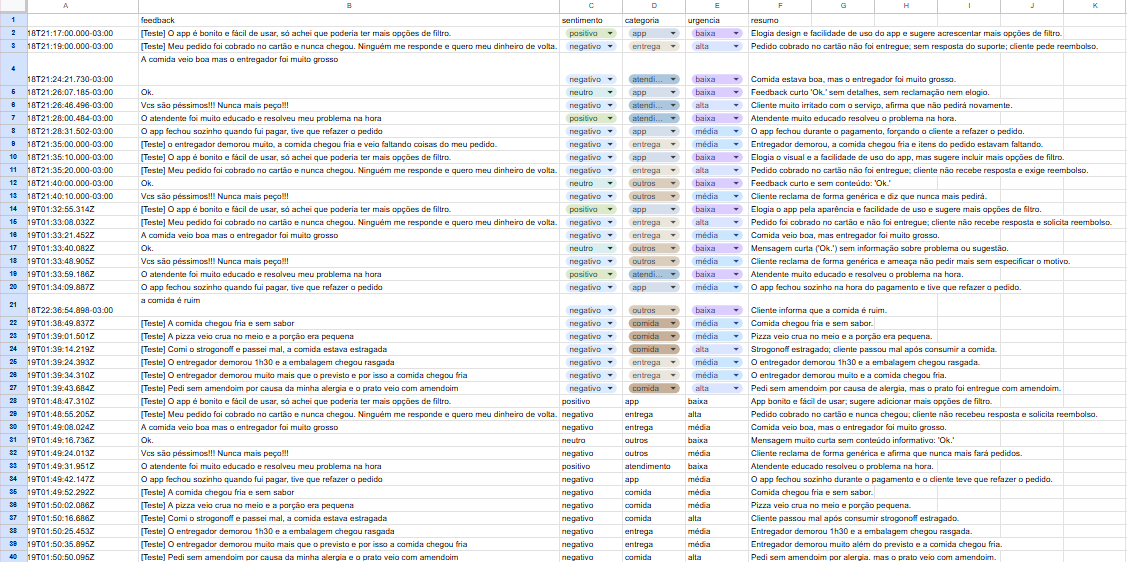 A B C D E F G H I J K
1 feedback sentimento categoria urgencia resumo
2 18T21:17:00.000-03:00 [Teste] O app é bonito e fácil de usar, só achei que poderia ter mais opções de filtro. positivo app baixa Elogia design e facilidade de uso do app e sugere acrescentar mais opções de filtro.
3 18T21:19:00.000-03:00 [Teste] Meu pedido foi cobrado no cartão e nunca chegou. Ninguém me responde e quero meu dinheiro de volta. negativo entrega alta Pedido cobrado no cartão não foi entregue; sem resposta do suporte; cliente pede reembolso.
4 18T21:24:21.730-03:00 A comida veio boa mas o entregador foi muito grosso negativo atendi... baixa Comida estava boa, mas o entregador foi muito grosso.
5 18T21:26:07.185-03:00 Ok. neutro app baixa Feedback curto 'Ok.' sem detalhes, sem reclamação nem elogio.
6 18T21:26:46.496-03:00 Vcs são péssimos!!! Nunca mais peço!!! negativo atendi... alta Cliente muito irritado com o serviço, afirma que não pedirá novamente.
7 18T21:28:00.484-03:00 O atendente foi muito educado e resolveu meu problema na hora positivo atendi... baixa Atendente muito educado resolveu o problema na hora.
8 18T21:28:31.502-03:00 O app fechou sozinho quando fui pagar, tive que refazer o pedido negativo app média O app fechou durante o pagamento, forçando o cliente a refazer o pedido.
9 18T21:35:00.000-03:00 [Teste] o entregador demorou muito, a comida chegou fria e veio faltando coisas do meu pedido. negativo entrega média Entregador demorou, a comida chegou fria e itens do pedido estavam faltando.
10 18T21:35:10.000-03:00 [Teste] O app é bonito e fácil de usar, só achei que poderia ter mais opções de filtro. negativo app baixa Elogia o visual e a facilidade de uso do app, mas sugere incluir mais opções de filtro.
11 18T21:35:20.000-03:00 [Teste] Meu pedido foi cobrado no cartão e nunca chegou. Ninguém me responde e quero meu dinheiro de volta. negativo entrega alta Pedido cobrado no cartão não foi entregue; cliente não recebe resposta e exige reembolso.
12 18T21:40:00.000-03:00 Ok. neutro outros baixa Feedback curto e sem conteúdo: 'Ok.'
13 18T21:40:10.000-03:00 Vcs são péssimos!!! Nunca mais peço!!! negativo outros média Cliente reclama de forma genérica e diz que nunca mais pedirá.
14 19T01:32:55.314Z [Teste] O app é bonito e fácil de usar, só achei que poderia ter mais opções de filtro. positivo app baixa Elogia o app pela aparência e facilidade de uso e sugere mais opções de filtro.
15 19T01:33:08.032Z [Teste] Meu pedido foi cobrado no cartão e nunca chegou. Ninguém me responde e quero meu dinheiro de volta. negativo entrega alta Pedido foi cobrado no cartão e não foi entregue; cliente não recebe resposta e solicita reembolso.
16 19T01:33:21.452Z A comida veio boa mas o entregador foi muito grosso negativo entrega média Comida veio boa, mas o entregador foi muito grosso.
17 19T01:33:40.082Z Ok. neutro outros baixa Mensagem curta ('Ok.') sem informação sobre problema ou sugestão.
18 19T01:33:48.905Z Vcs são péssimos!!! Nunca mais peço!!! negativo outros média Cliente reclama de forma genérica e ameaça não pedir mais sem especificar o motivo.
19 19T01:33:59.186Z O atendente foi muito educado e resolveu meu problema na hora positivo atendi... baixa Atendente muito educado e resolveu o problema na hora.
20 19T01:34:09.887Z O app fechou sozinho quando fui pagar, tive que refazer o pedido negativo app média O app fechou sozinho na hora do pagamento e o cliente teve que refazer o pedido.
21 18T22:36:54.898-03:00 a comida é ruim negativo outros baixa Cliente informa que a comida é ruim.
22 19T01:38:49.837Z [Teste] A comida chegou fria e sem sabor negativo comida média Comida chegou fria e sem sabor.
23 19T01:39:01.501Z [Teste] A pizza veio crua no meio e a porção era pequena negativo comida média Pizza veio crua no meio e porção pequena.
24 19T01:39:14.219Z [Teste] Comi o strogonoff e passei mal, a comida estava estragada negativo comida alta Strogonoff estragado; cliente passou mal após consumir a comida.
25 19T01:39:24.393Z [Teste] O entregador demorou 1h30 e a embalagem chegou rasgada negativo entrega média O entregador demorou 1h30 e a embalagem chegou rasgada.
26 19T01:39:34.310Z [Teste] O entregador demorou muito mais que o previsto e por isso a comida chegou fria negativo entrega média O entregador demorou muito e a comida chegou fria.
27 19T01:39:43.684Z [Teste] Pedi sem amendoim por causa da minha alergia e o prato veio com amendoim negativo comida alta Pedi sem amendoim por causa de alergia, mas o prato foi entregue com amendoim.
28 19T01:48:47.310Z [Teste] O app é bonito e fácil de usar, só achei que poderia ter mais opções de filtro. positivo app baixa App bonito e fácil de usar; sugere adicionar mais opções de filtro.
29 19T01:48:55.205Z [Teste] Meu pedido foi cobrado no cartão e nunca chegou. Ninguém me responde e quero meu dinheiro de volta. negativo entrega alta Pedido cobrado no cartão e nunca chegou; cliente não recebeu resposta e solicita reembolso.
30 19T01:49:08.024Z A comida veio boa mas o entregador foi muito grosso negativo entrega média Comida veio boa, mas o entregador foi muito grosso.
31 19T01:49:16.736Z Ok. neutro outros baixa Mensagem muito curta sem conteúdo informativo: 'Ok.'
32 19T01:49:24.013Z Vcs são péssimos!!! Nunca mais peço!!! negativo outros média Cliente reclama de forma genérica e afirma que nunca mais fará pedidos.
33 19T01:49:31.951Z O atendente foi muito educado e resolveu meu problema na hora positivo atendimento baixa Atendente educado resolveu o problema na hora.
34 19T01:49:42.147Z O app fechou sozinho quando fui pagar, tive que refazer o pedido negativo app média O app fechou sozinho durante o pagamento e o cliente teve que refazer o pedido.
35 19T01:49:52.292Z [Teste] A comida chegou fria e sem sabor negativo comida média Comida chegou fria e sem sabor.
36 19T01:50:02.086Z [Teste] A pizza veio crua no meio e a porção era pequena negativo comida média Pizza veio crua no meio e porção pequena.
37 19T01:50:16.686Z [Teste] Comi o strogonoff e passei mal, a comida estava estragada negativo comida alta Cliente passou mal após consumir strogonoff estragado.
38 19T01:50:25.453Z [Teste] O entregador demorou 1h30 e a embalagem chegou rasgada negativo entrega média Entregador demorou 1h30 e a embalagem chegou rasgada.
39 19T01:50:35.895Z [Teste] O entregador demorou muito mais que o previsto e por isso a comida chegou fria negativo entrega média Entregador demorou muito além do previsto e a comida chegou fria.
40 19T01:50:50.095Z [Teste] Pedi sem amendoim por causa da minha alergia e o prato veio com amendoim negativo comida alta Pedi sem amendoim por alergia, mas o prato veio com amendoim.